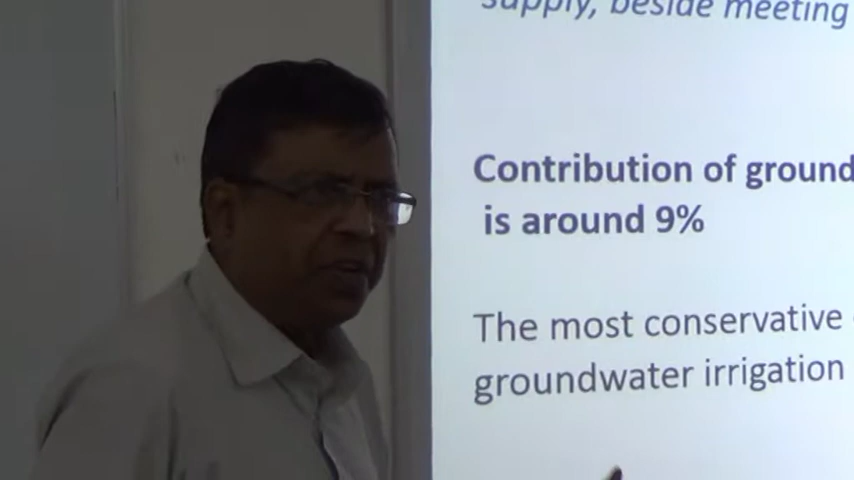 supply, beside meeting
Contribution of ground
is around 9%
The most conservative
groundwater irrigation